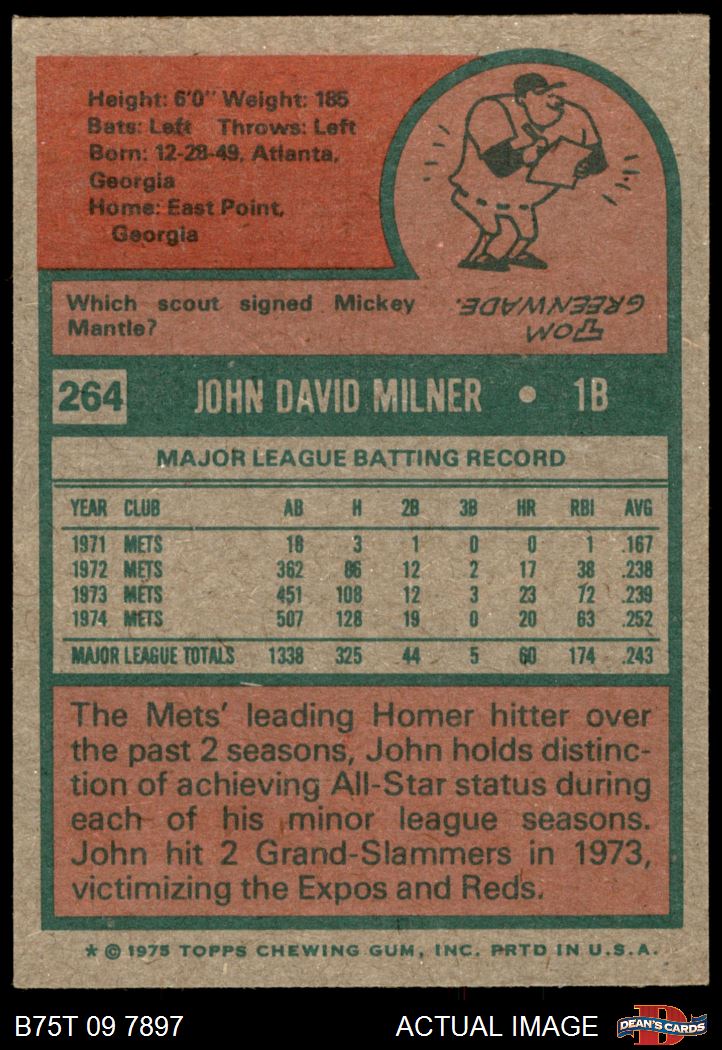 Height: 6'0" Weight: 185
Bats: Left Throws: Left
Born: 12-28-49, Atlanta,
Georgia
Home: East Point,
Georgia
Which scout signed Mickey
Mantle?
TOM
GREENWADE.
264 JOHN DAVID MILNER • 1B
MAJOR LEAGUE BATTING RECORD
YEAR CLUB AB H 2B 3B HR RBI AVG
1971 METS 18 3 1 0 0 1 .167
1972 METS 362 86 12 2 17 38 .238
1973 METS 451 108 12 3 23 72 .239
1974 METS 507 128 19 0 20 63 .252
MAJOR LEAGUE TOTALS 1338 325 44 5 60 174 .243
The Mets' leading Homer hitter over
the past 2 seasons, John holds distinc-
tion of achieving All-Star status during
each of his minor league seasons.
John hit 2 Grand-Slammers in 1973,
victimizing the Expos and Reds.
* © 1975 TOPPS CHEWING GUM, INC. PRTD IN U.S.A.
B75T 09 7897 ACTUAL IMAGE D DEAN'S CARDS